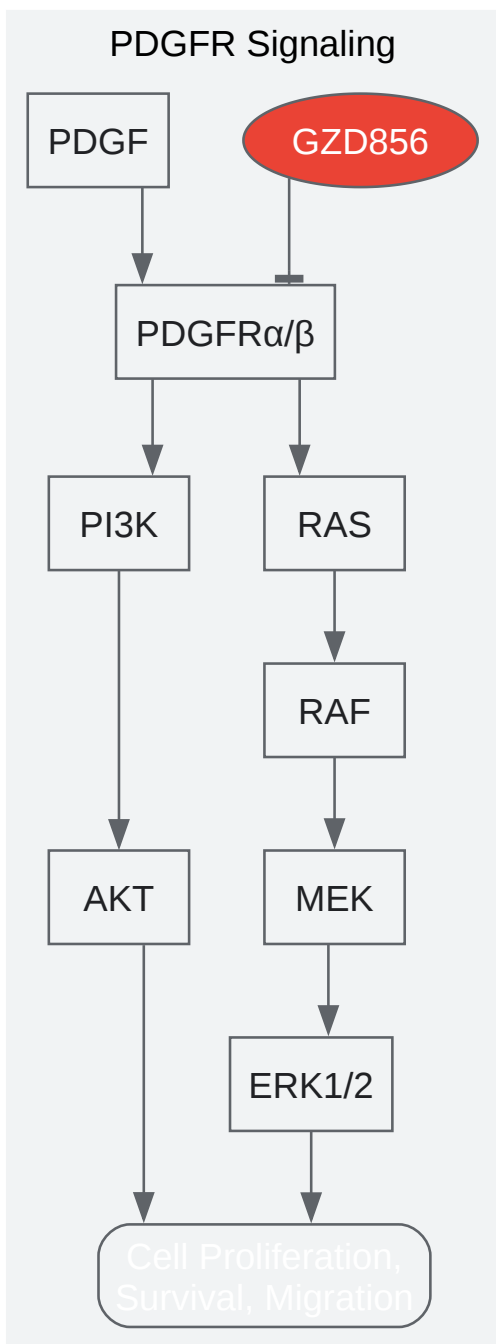 PDGFR Signaling
PDGF
GZD856
PDGFRα/β
PI3K
RAS
RAF
AKT
MEK
ERK1/2
Cell Proliferation,
Survival, Migration